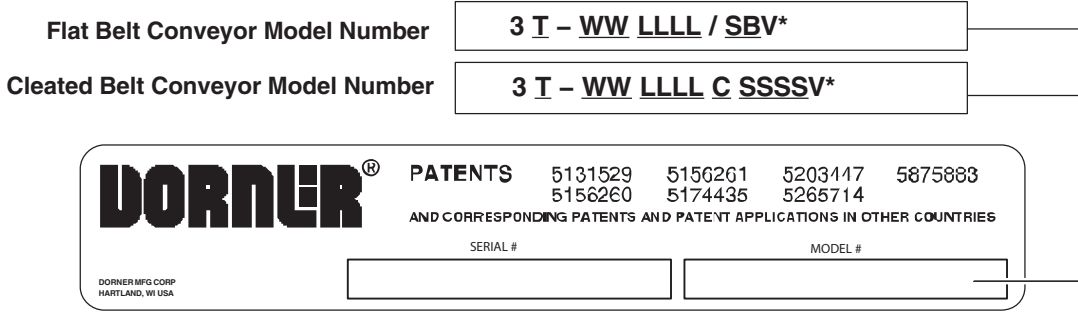 Flat Belt Conveyor Model Number 3 T – WW LLLL / SBV*
Cleated Belt Conveyor Model Number 3 T – WW LLLL C SSSSV*
DORNER® PATENTS 5131529 5156261 5203447 5875883
5156260 5174435 5265714
AND CORRESPONDING PATENTS AND PATENT APPLICATIONS IN OTHER COUNTRIES
SERIAL # MODEL #
DORNER MFG CORP
HARTLAND, WI USA